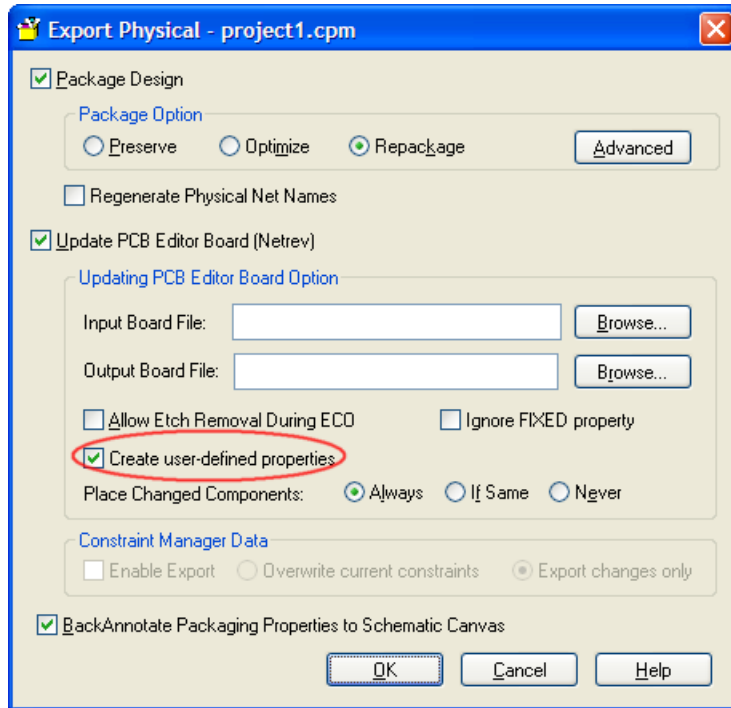 Export Physical - project1.cpm
Package Design
Package Option
Preserve Optimize Repackage Advanced
Regenerate Physical Net Names
Update PCB Editor Board (Netrev)
Updating PCB Editor Board Option
Input Board File: Browse...
Output Board File: Browse...
Allow Etch Removal During ECO Ignore FIXED property
Create user-defined properties
Place Changed Components: Always If Same Never
Constraint Manager Data
Enable Export Overwrite current constraints Export changes only
BackAnnotate Packaging Properties to Schematic Canvas
OK Cancel Help